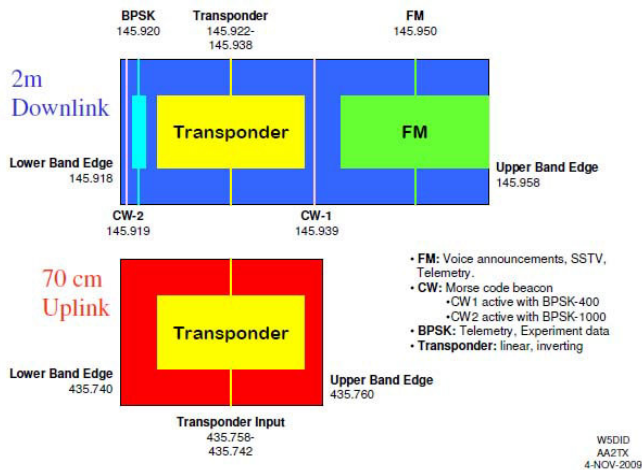 BPSK
145.920
Transponder
145.922-
145.938
FM
145.950
2m
Downlink
Transponder
FM
Lower Band Edge
145.918
Upper Band Edge
145.958
CW-2
145.919
CW-1
145.939
70 cm
Uplink
Transponder
Lower Band Edge
435.740
Upper Band Edge
435.760
Transponder Input
435.758-
435.742
• FM: Voice announcements, SSTV,
Telemetry.
• CW: Morse code beacon
•CW1 active with BPSK-400
•CW2 active with BPSK-1000
• BPSK: Telemetry, Experiment data
• Transponder: linear, inverting
W5DID
AA2TX
4-NOV-2009